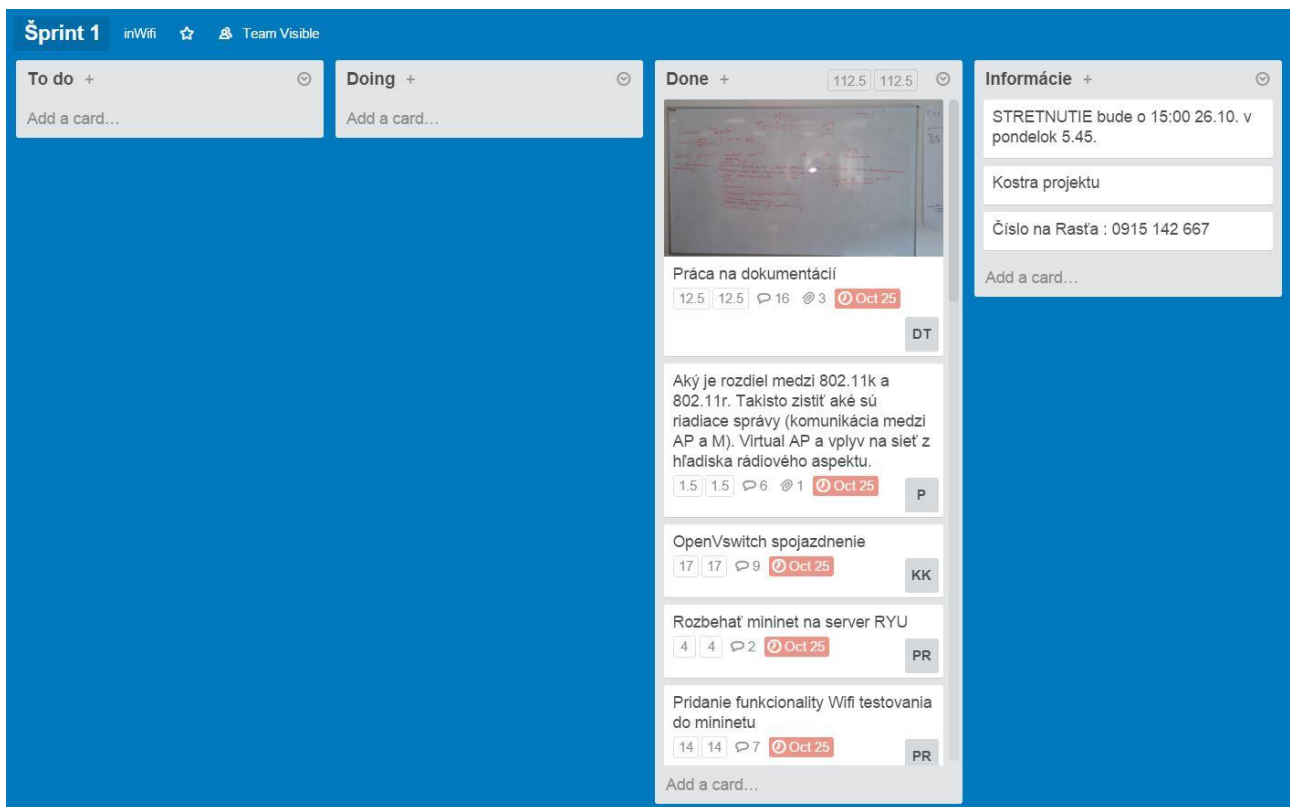 Šprint 1 inWifi Team Visible
To do +
Add a card...
Doing +
Add a card...
Done + 112.5 112.5
Práca na dokumentácií
12.5 12.5 16 3 Oct 25
DT
Aký je rozdiel medzi 802.11k a
802.11r. Takisto zistiť aké sú
riadiace správy (komunikácia medzi
AP a M). Virtual AP a vplyv na sieť z
hľadiska rádiového aspektu.
1.5 1.5 6 1 Oct 25
P
OpenVswitch spojazdnenie
17 17 9 Oct 25
KK
Rozbehať mininet na server RYU
4 4 2 Oct 25
PR
Pridanie funkcionality Wifi testovania
do mininetu
14 14 7 Oct 25
PR
Add a card...
Informácie +
STRETNUTIE bude o 15:00 26.10. v
pondelok 5.45.
Kostra projektu
Číslo na Rasťa : 0915 142 667
Add a card...